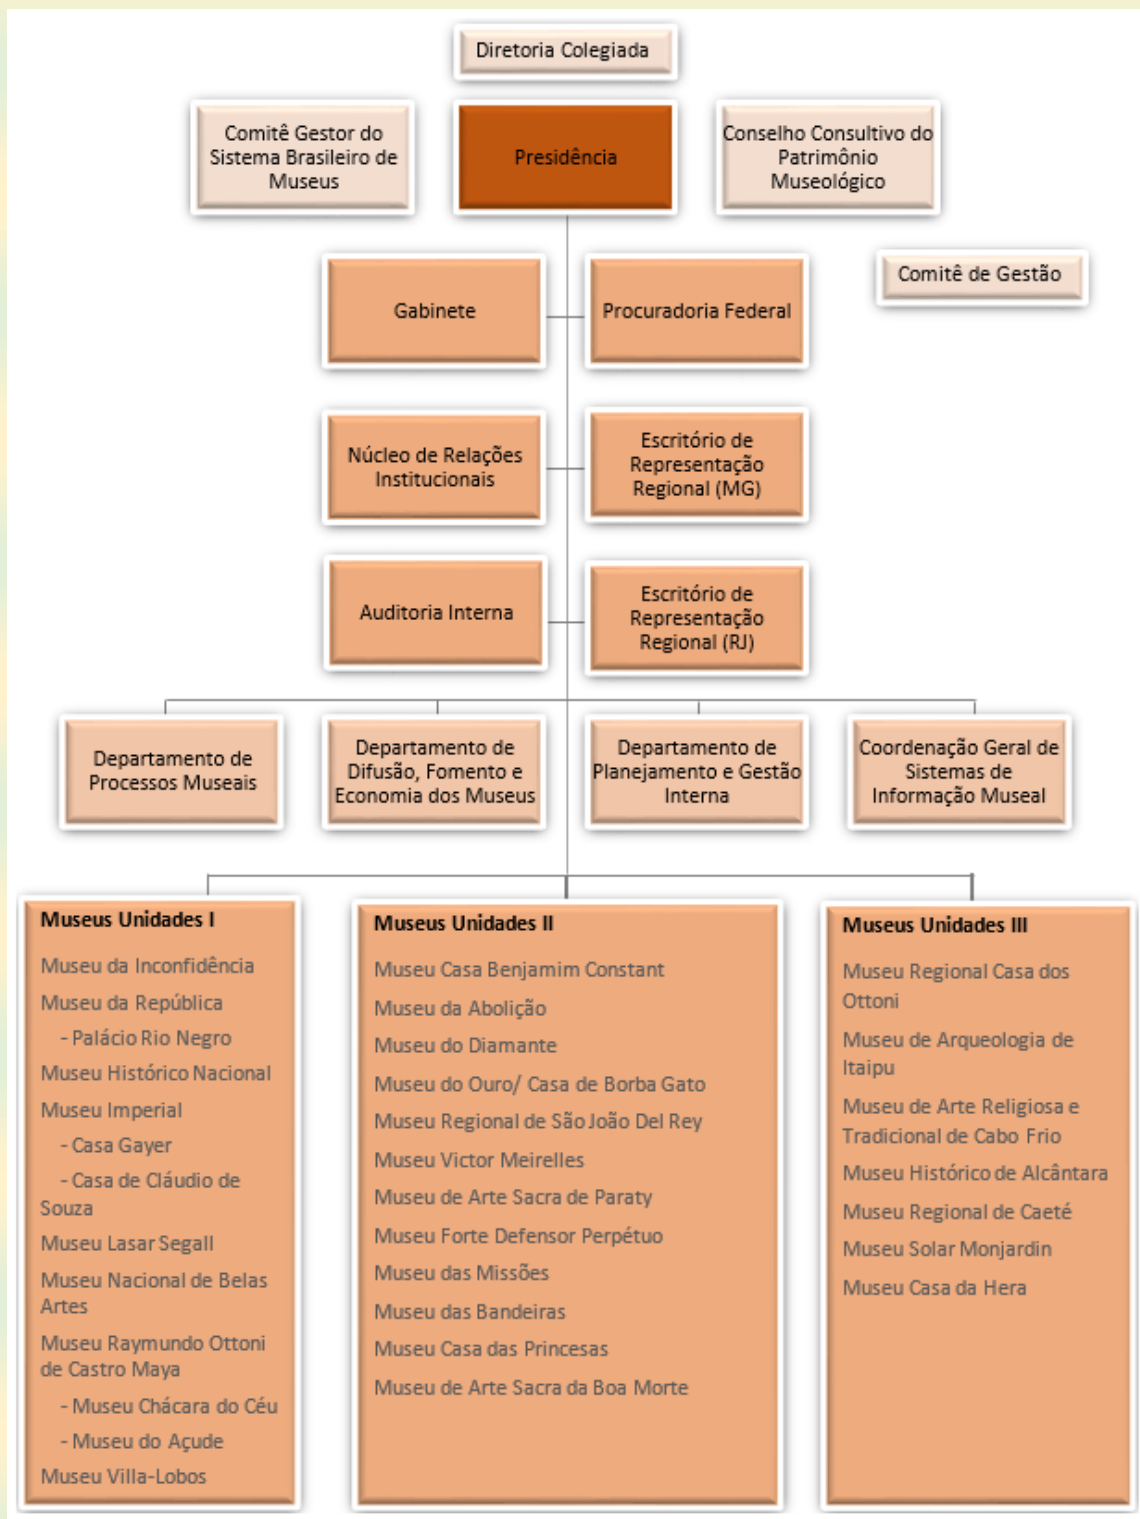 Diretoria Colegiada
Comitê Gestor do
Sistema Brasileiro de
Museus
Presidência
Conselho Consultivo do
Patrimônio
Museológico
Gabinete
Procuradoria Federal
Comitê de Gestão
Núcleo de Relações
Institucionais
Escritório de
Representação
Regional (MG)
Auditoria Interna
Escritório de
Representação
Regional (RJ)
Departamento de
Processos Museais
Departamento de
Difusão, Fomento e
Economia dos Museus
Departamento de
Planejamento e Gestão
Interna
Coordenação Geral de
Sistemas de
Informação Museal
Museus Unidades I
Museu da Inconfidência
Museu da República
- Palácio Rio Negro
Museu Histórico Nacional
Museu Imperial
- Casa Gayer
- Casa de Cláudio de
Souza
Museu Lasar Segall
Museu Nacional de Belas
Artes
Museu Raymundo Ottoni
de Castro Maya
- Museu Chácara do Céu
- Museu do Açude
Museu Villa-Lobos
Museus Unidades II
Museu Casa Benjamim Constant
Museu da Abolição
Museu do Diamante
Museu do Ouro/ Casa de Borba Gato
Museu Regional de São João Del Rey
Museu Victor Meirelles
Museu de Arte Sacra de Paraty
Museu Forte Defensor Perpétuo
Museu das Missões
Museu das Bandeiras
Museu Casa das Princesas
Museu de Arte Sacra da Boa Morte
Museus Unidades III
Museu Regional Casa dos
Ottoni
Museu de Arqueologia de
Itaipu
Museu de Arte Religiosa e
Tradicional de Cabo Frio
Museu Histórico de Alcântara
Museu Regional de Caeté
Museu Solar Monjardin
Museu Casa da Hera